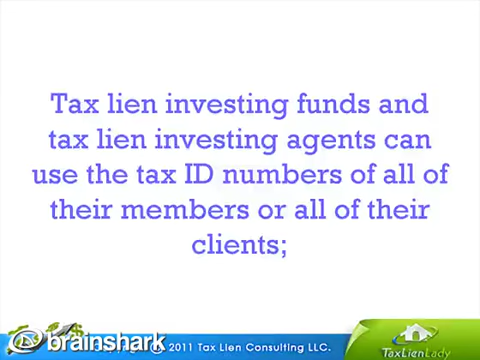 Tax lien investing funds and
tax lien investing agents can
use the tax ID numbers of all of
their members or all of their
clients;
brainshark
© 2011 Tax Lien Consulting LLC.
TaxLienLady